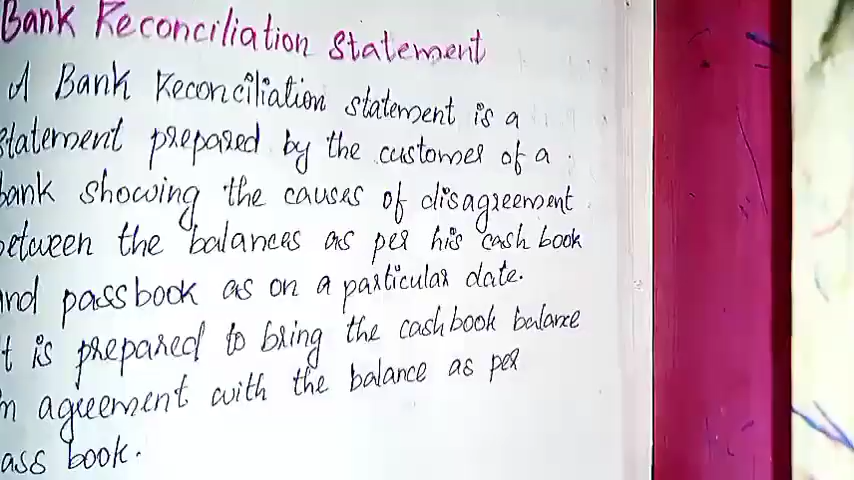 Bank Reconciliation Statement
A Bank Reconciliation statement is a
statement prepared by the customer of a
bank showing the causes of disagreement
between the balances as per his cash book
and passbook as on a particular date.
It is prepared to bring the cashbook balance
in agreement with the balance as per
pass book.